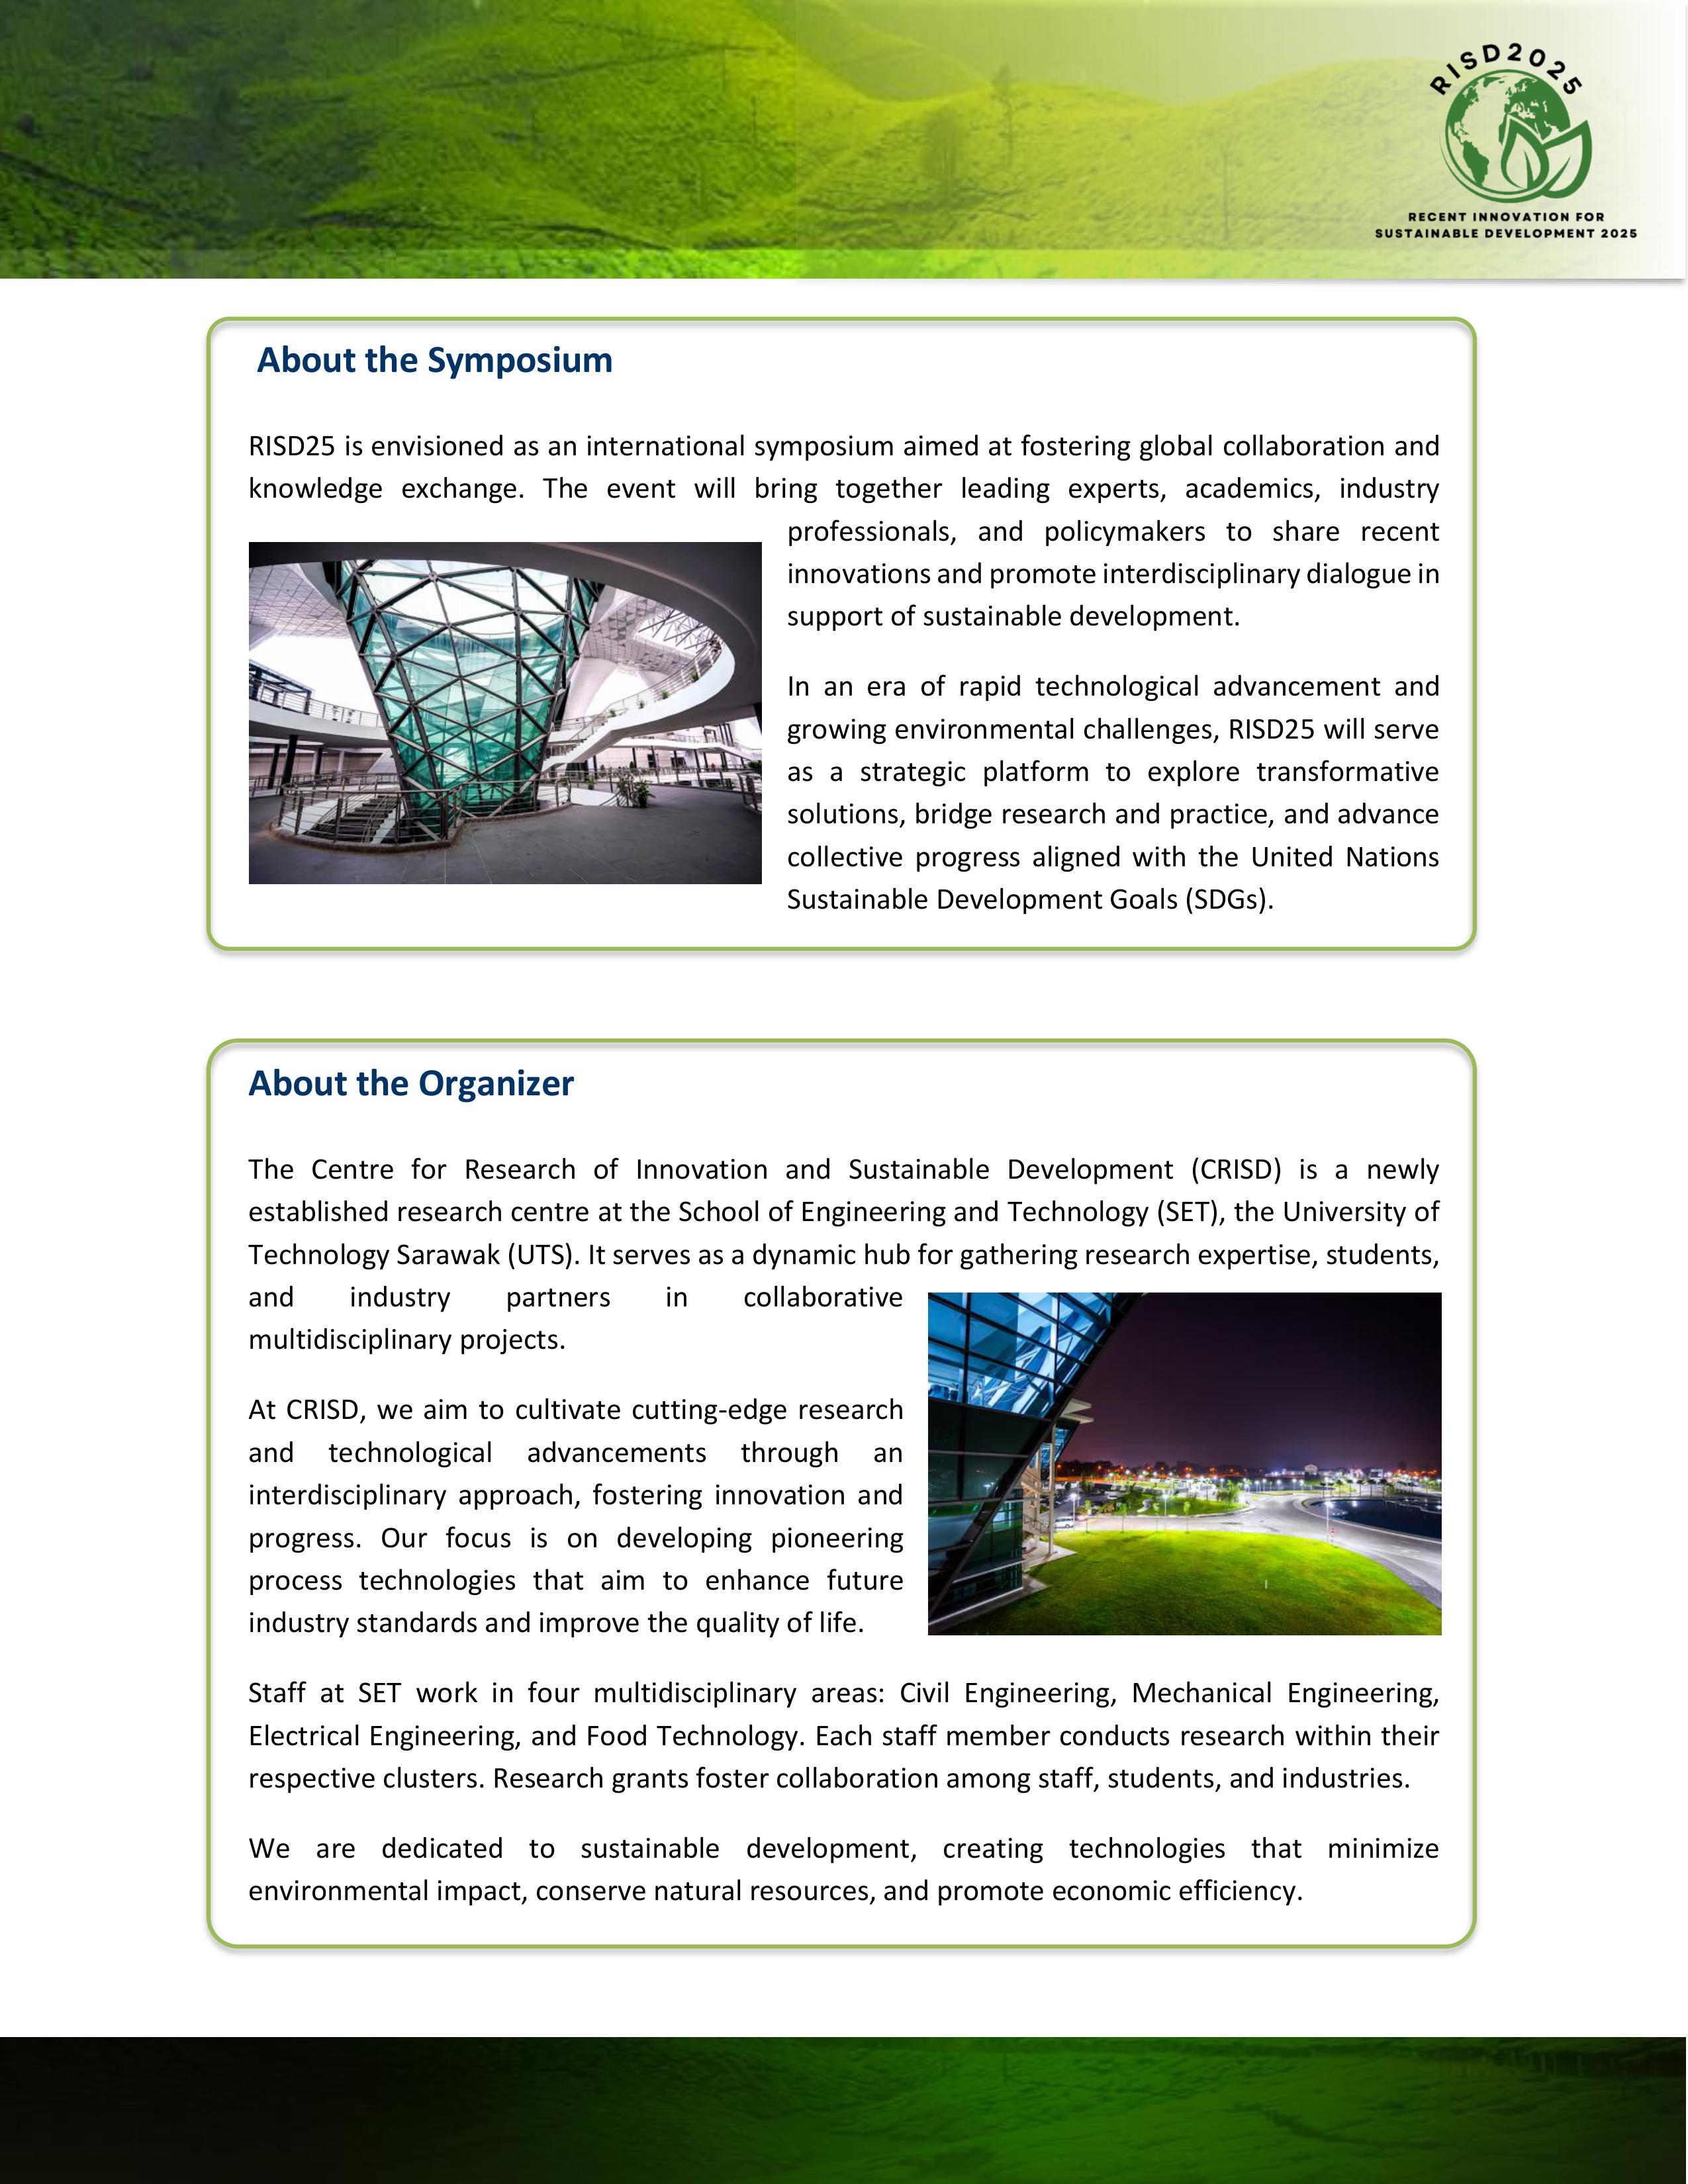 RISD2025
RECENT INNOVATION FOR
SUSTAINABLE DEVELOPMENT 2025
About the Symposium
RISD25 is envisioned as an international symposium aimed at fostering global collaboration and
knowledge exchange. The event will bring together leading experts, academics, industry
professionals, and policymakers to share recent
innovations and promote interdisciplinary dialogue in
support of sustainable development.
In an era of rapid technological advancement and
growing environmental challenges, RISD25 will serve
as a strategic platform to explore transformative
solutions, bridge research and practice, and advance
collective progress aligned with the United Nations
Sustainable Development Goals (SDGs).
About the Organizer
The Centre for Research of Innovation and Sustainable Development (CRISD) is a newly
established research centre at the School of Engineering and Technology (SET), the University of
Technology Sarawak (UTS). It serves as a dynamic hub for gathering research expertise, students,
and industry partners in collaborative
multidisciplinary projects.
At CRISD, we aim to cultivate cutting-edge research
and technological advancements through an
interdisciplinary approach, fostering innovation and
progress. Our focus is on developing pioneering
process technologies that aim to enhance future
industry standards and improve the quality of life.
Staff at SET work in four multidisciplinary areas: Civil Engineering, Mechanical Engineering,
Electrical Engineering, and Food Technology. Each staff member conducts research within their
respective clusters. Research grants foster collaboration among staff, students, and industries.
We are dedicated to sustainable development, creating technologies that minimize
environmental impact, conserve natural resources, and promote economic efficiency.